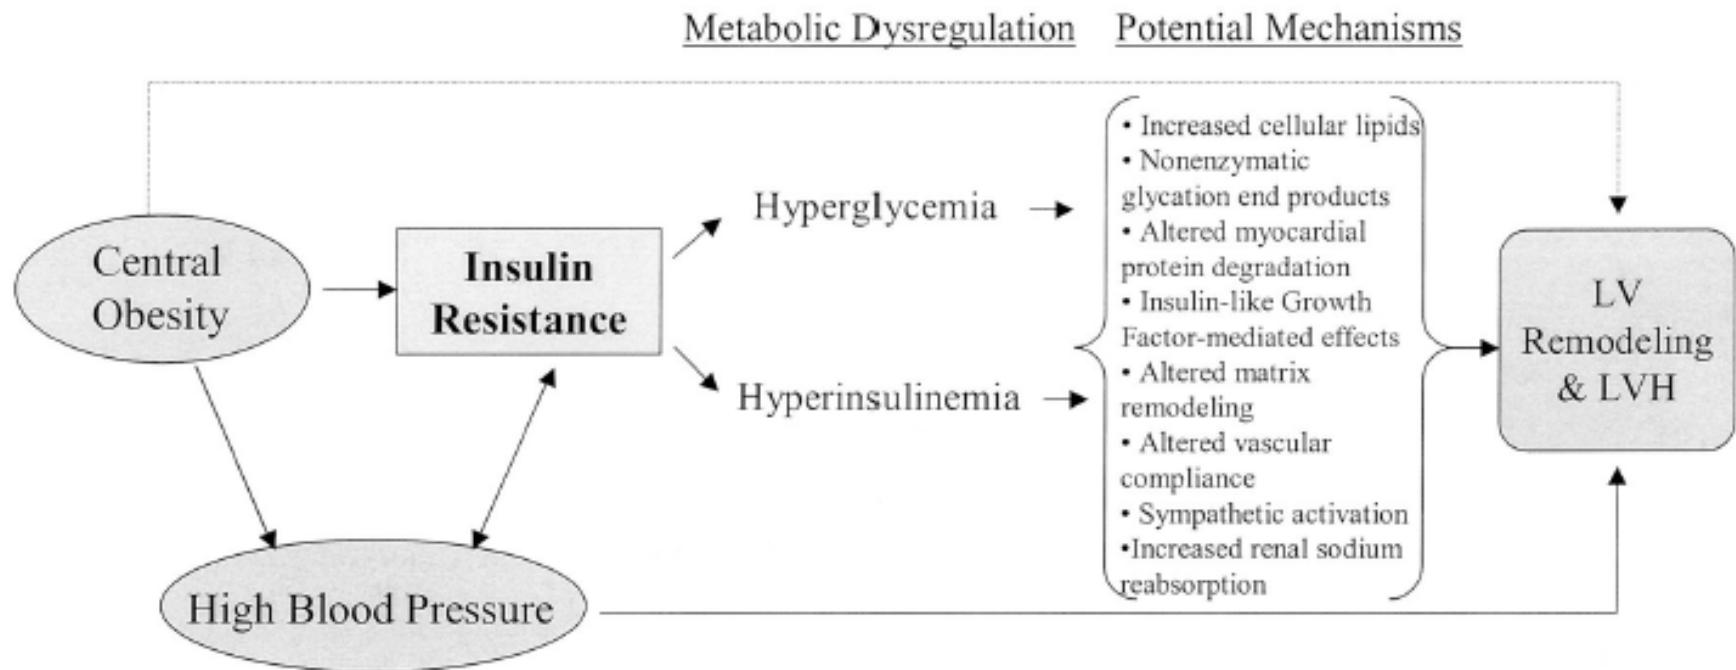 Metabolic Dysregulation Potential Mechanisms
Central
Obesity
Insulin
Resistance
High Blood Pressure
Hyperglycemia
Hyperinsulinemia
• Increased cellular lipids
• Nonenzymatic
glycation end products
• Altered myocardial
protein degradation
• Insulin-like Growth
Factor-mediated effects
• Altered matrix
remodeling
• Altered vascular
compliance
• Sympathetic activation
•Increased renal sodium
reabsorption
LV
Remodeling
& LVH